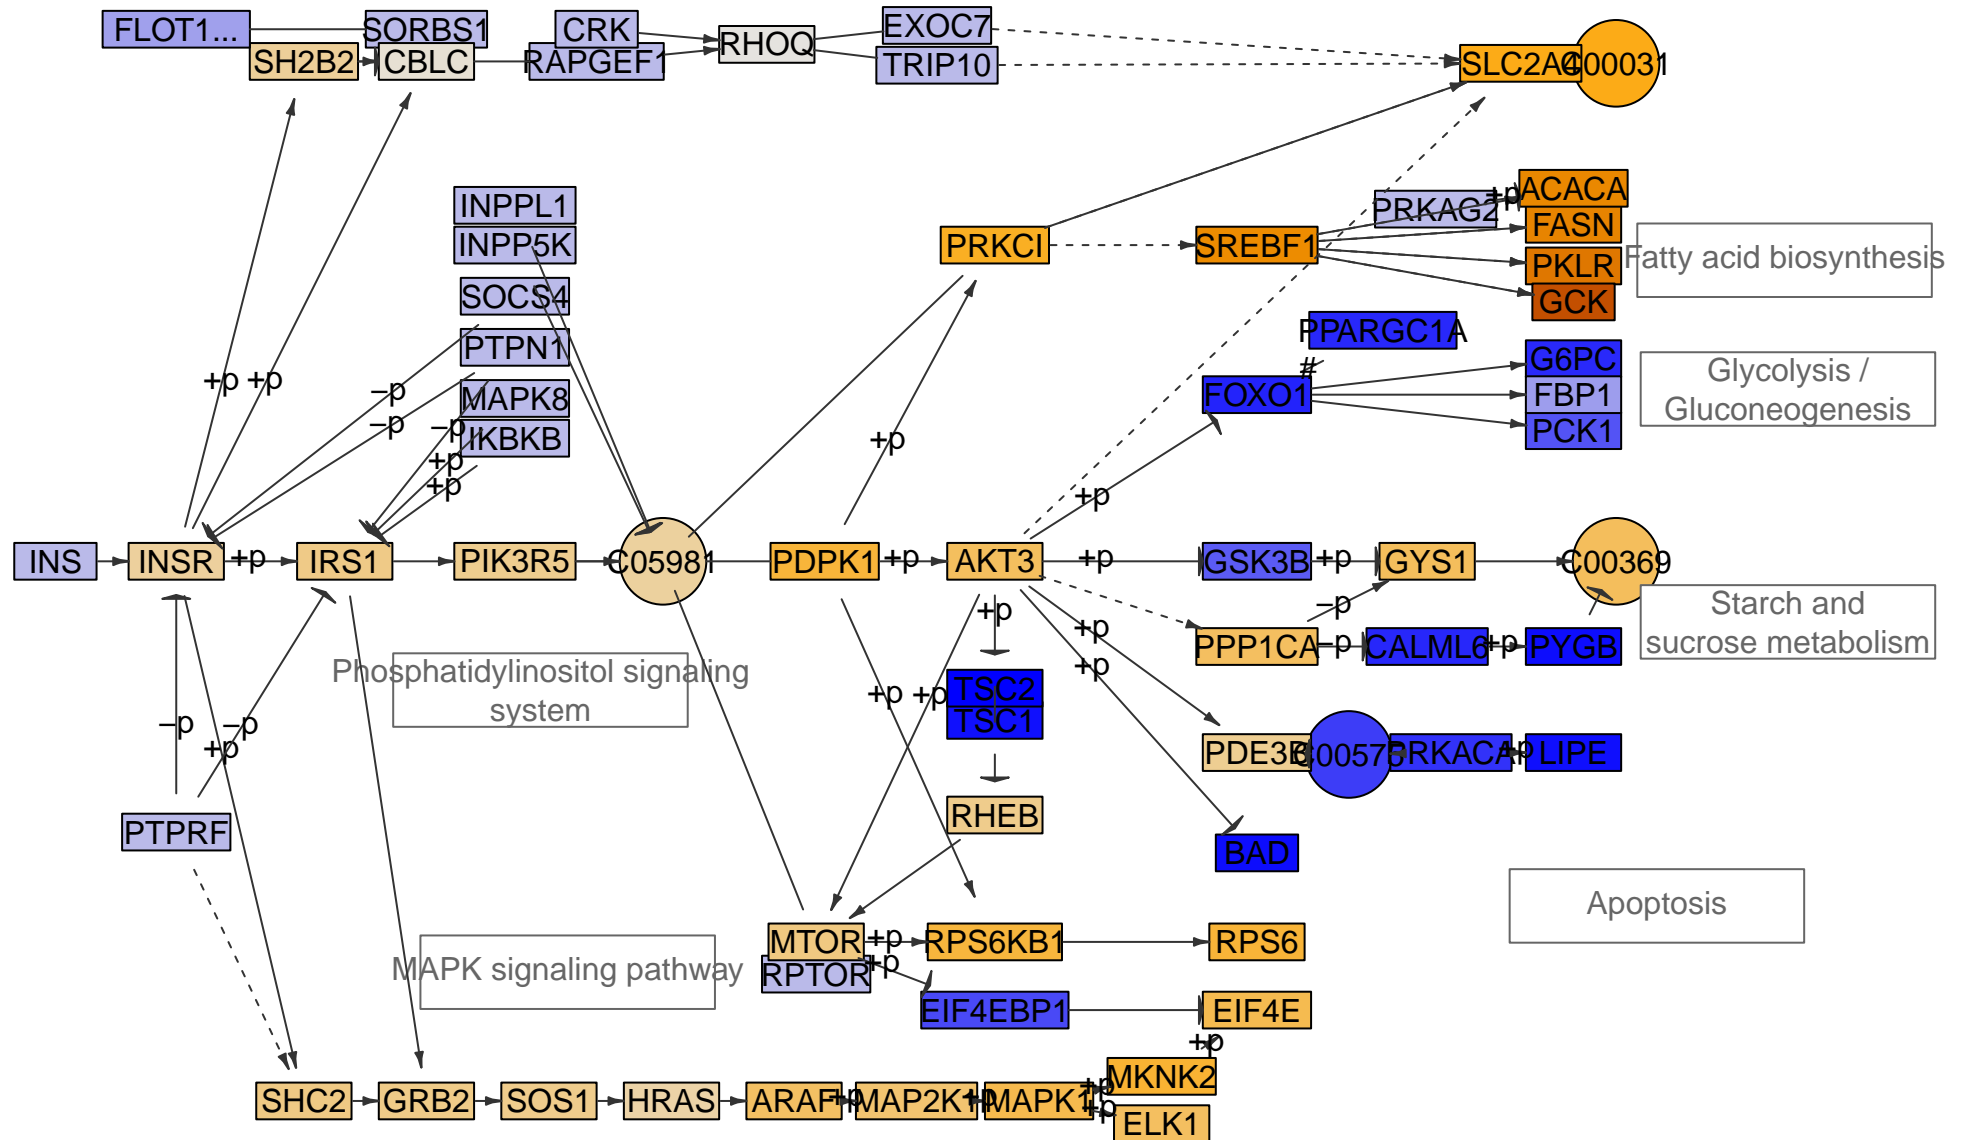 FLOT1...
SORBS1
CRK
EXOC7
SH2B2
CBLC
RAPGEF1
RHOQ
TRIP10
SLC2A4
C00031
INPPL1
INPP5K
SOCS4
PTPN1
MAPK8
IKBKB
PRKCI
SREBF1
PRKAG2
+p
ACACA
FASN
PKLR
GCK
Fatty acid biosynthesis
PPARGC1A
#
FOXO1
G6PC
FBP1
PCK1
Glycolysis /
Gluconeogenesis
+p
+p
–p
–p
–p
+p
+p
+p
+p
INS
INSR
+p
IRS1
PIK3R5
C05981
PDPK1
+p
AKT3
+p
GSK3B
+p
GYS1
C00369
+p
–p
+p
+p
PPP1CA
–p
CALML6
+p
PYGB
Starch and
sucrose metabolism
Phosphatidylinositol signaling
system
+p
+p
TSC2
TSC1
–p
+p
–p
PDE3B
C00575
PRKACA
+p
LIPE
PTPRF
RHEB
BAD
Apoptosis
MTOR
+p
RPS6KB1
RPS6
MAPK signaling pathway
RPTOR
+p
EIF4EBP1
EIF4E
+p
SHC2
GRB2
SOS1
HRAS
ARAF
+p
MAP2K1
+p
MAPK1
+p
+p
MKNK2
ELK1